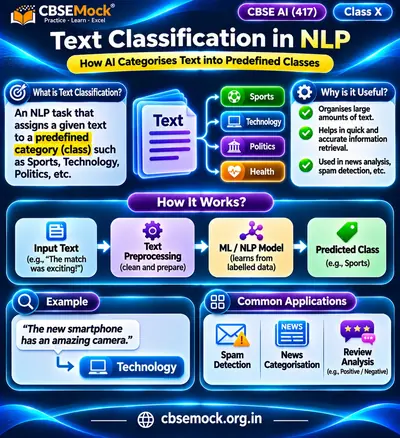 CBSEMock®
Practice - Learn - Excel
CBSE AI (417)
Class X
Text Classification in NLP
How AI Categorises Text into Predefined Classes
What is Text Classification?
An NLP task that
assigns a given text
to a predefined
category (class) such
as Sports, Technology,
Politics, etc.
Text
Sports
Technology
Politics
Health
Why is it Useful?
Organises large
amounts of text.
Helps in quick and
accurate information
retrieval.
Used in news analysis,
spam detection, etc.
How It Works?
Input Text
(e.g., "The match
was exciting!")
Text
Preprocessing
(clean and prepare)
ML / NLP Model
(learns from
labelled data)
Predicted Class
(e.g., Sports)
Example
"The new smartphone
has an amazing camera."
Technology
Common Applications
Spam
Detection
NEWS
News
Categorisation
Review
Analysis
(e.g., Positive / Negative)
cbsemock.org.in